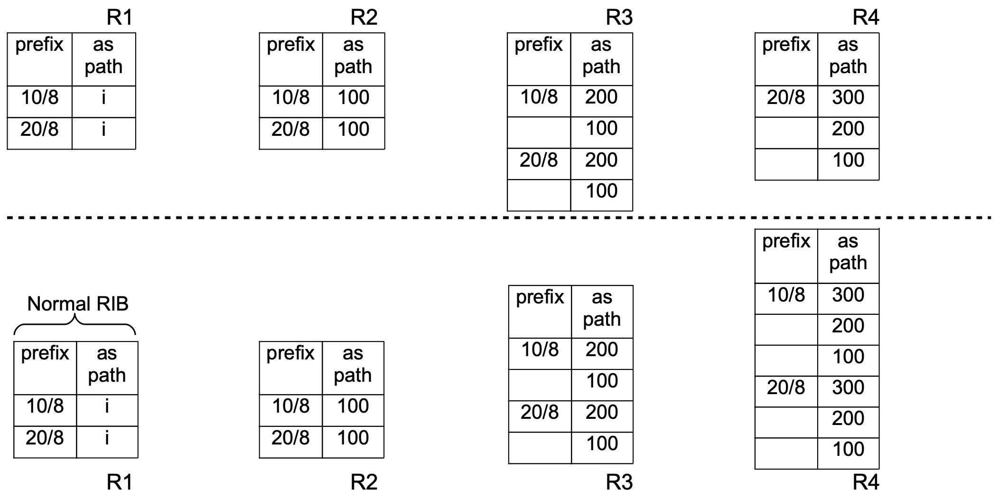 R1
prefix as
path
10/8 i
20/8 i
R2
prefix as
path
10/8 100
20/8 100
R3
prefix as
path
10/8 200
100
20/8 200
100
R4
prefix as
path
20/8 300
200
100
Normal RIB
prefix as
path
10/8 i
20/8 i
R1
prefix as
path
10/8 100
20/8 100
R2
prefix as
path
10/8 200
100
20/8 200
100
R3
prefix as
path
10/8 300
200
100
20/8 300
200
100
R4